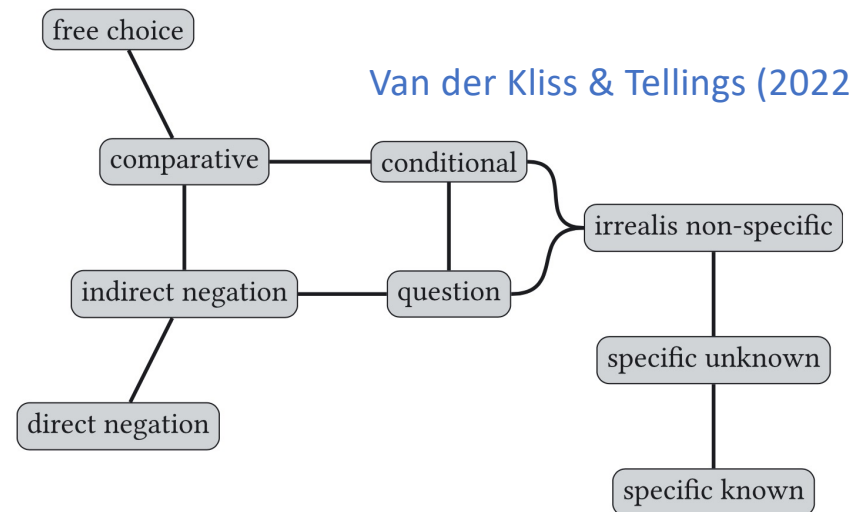 free choice
Van der Kliss & Tellings (2022
comparative
conditional
irrealis non-specific
indirect negation
question
specific unknown
direct negation
specific known